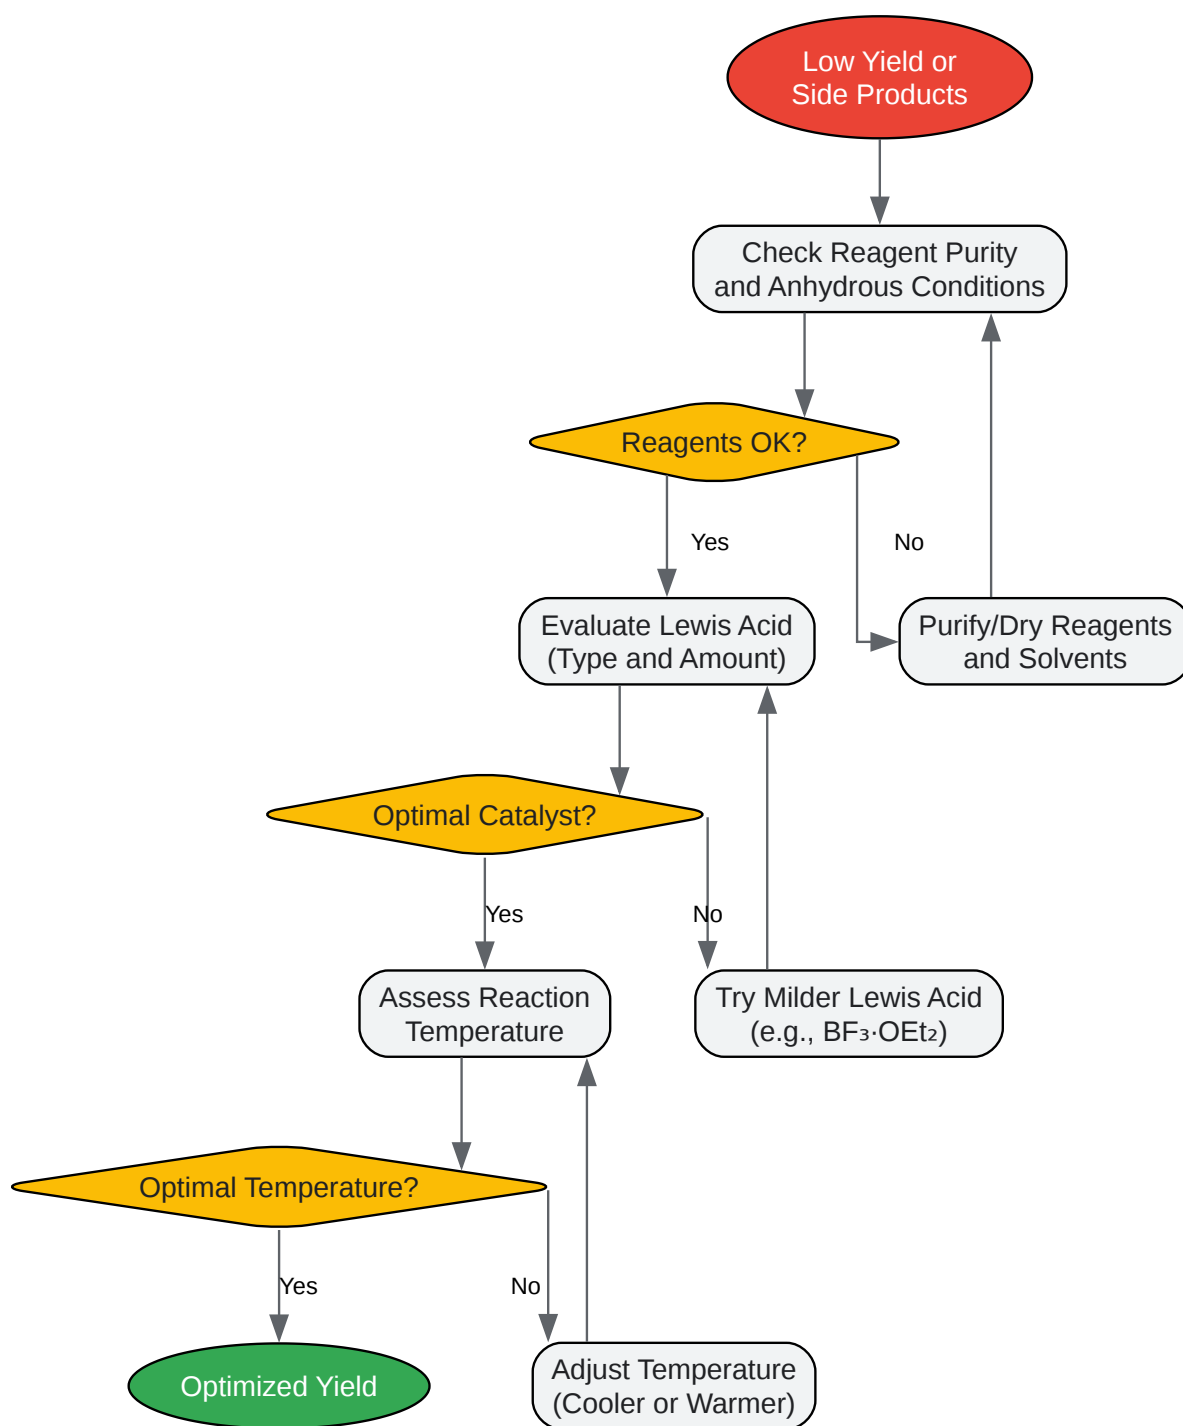 Low Yield or
Side Products
Check Reagent Purity
and Anhydrous Conditions
Reagents OK?
Yes
No
Evaluate Lewis Acid
(Type and Amount)
Purify/Dry Reagents
and Solvents
Optimal Catalyst?
Yes
No
Assess Reaction
Temperature
Try Milder Lewis Acid
(e.g., BF₃·OEt₂)
Optimal Temperature?
Yes
No
Optimized Yield
Adjust Temperature
(Cooler or Warmer)